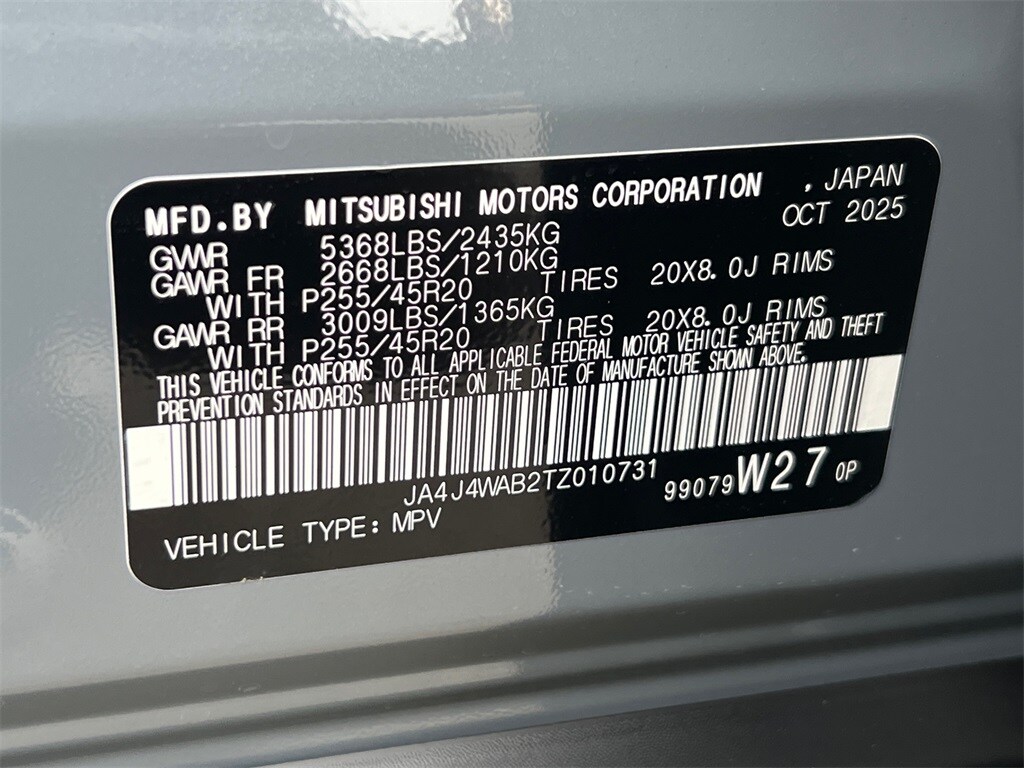 MFD.BY MITSUBISHI MOTORS CORPORATION , JAPAN
OCT 2025
GVWR 5368LBS/2435KG
GAWR FR 2668LBS/1210KG
WITH P255/45R20 TIRES 20X8.0J RIMS
GAWR RR 3009LBS/1365KG
WITH P255/45R20 TIRES 20X8.0J RIMS
THIS VEHICLE CONFORMS TO ALL APPLICABLE FEDERAL MOTOR VEHICLE SAFETY AND THEFT
PREVENTION STANDARDS IN EFFECT ON THE DATE OF MANUFACTURE SHOWN ABOVE.
JA4J4WAB2TZ010731
99079 W27 0P
VEHICLE TYPE: MPV